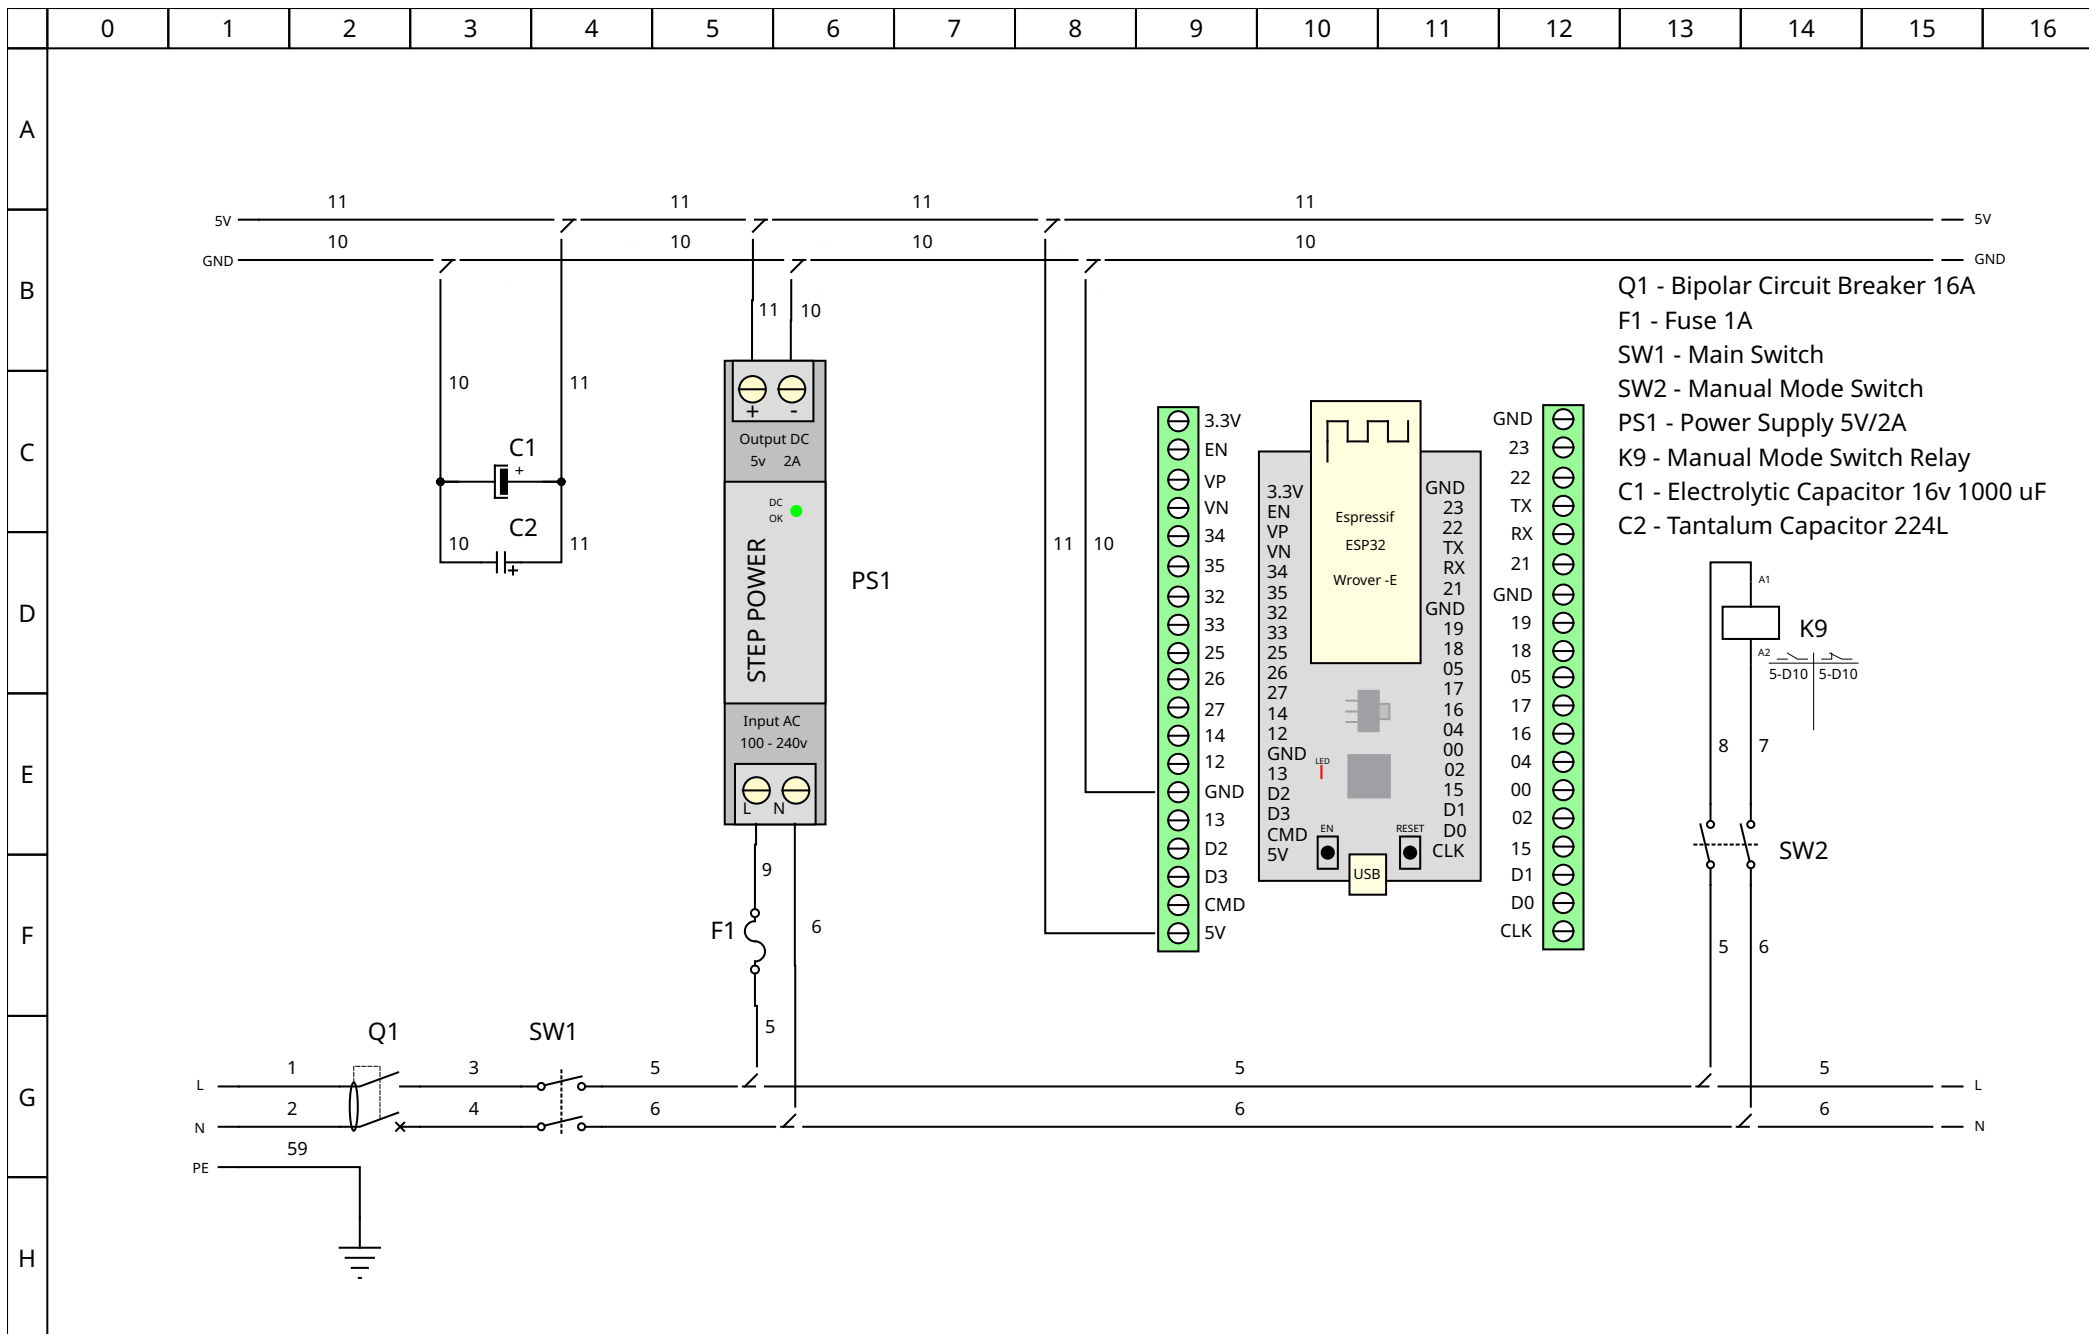 0 1 2 3 4 5 6 7 8 9 10 11 12 13 14 15 16
A
B
C
D
E
F
G
H
11 11 11 11
5V 5V
10 10 10 10
GND GND
11 10
10 11
C1
+
C2
10 11
+
+ -
Output DC
5v 2A
DC
OK
STEP POWER
PS1
Input AC
100 - 240v
L N
9
F1
6
5
11 10
3.3V
EN
VP
VN
34
35
32
33
25
26
27
14
12
GND
13
D2
D3
CMD
5V
3.3V
EN
VP
VN
34
35
32
33
25
26
27
14
12
GND
13
D2
D3
CMD
5V
Espressif
ESP32
Wrover -E
LED
EN
RESET
USB
GND
23
22
TX
RX
21
GND
19
18
05
17
16
04
00
02
15
D1
D0
CLK
GND
23
22
TX
RX
21
GND
19
18
05
17
16
04
00
02
15
D1
D0
CLK
Q1 - Bipolar Circuit Breaker 16A
F1 - Fuse 1A
SW1 - Main Switch
SW2 - Manual Mode Switch
PS1 - Power Supply 5V/2A
K9 - Manual Mode Switch Relay
C1 - Electrolytic Capacitor 16v 1000 uF
C2 - Tantalum Capacitor 224L
A1
K9
A2
5-D10 5-D10
8 7
SW2
5 6
Q1 SW1
1 3 5 5 5
L L
2 4 6 6 6
N N
59
PE